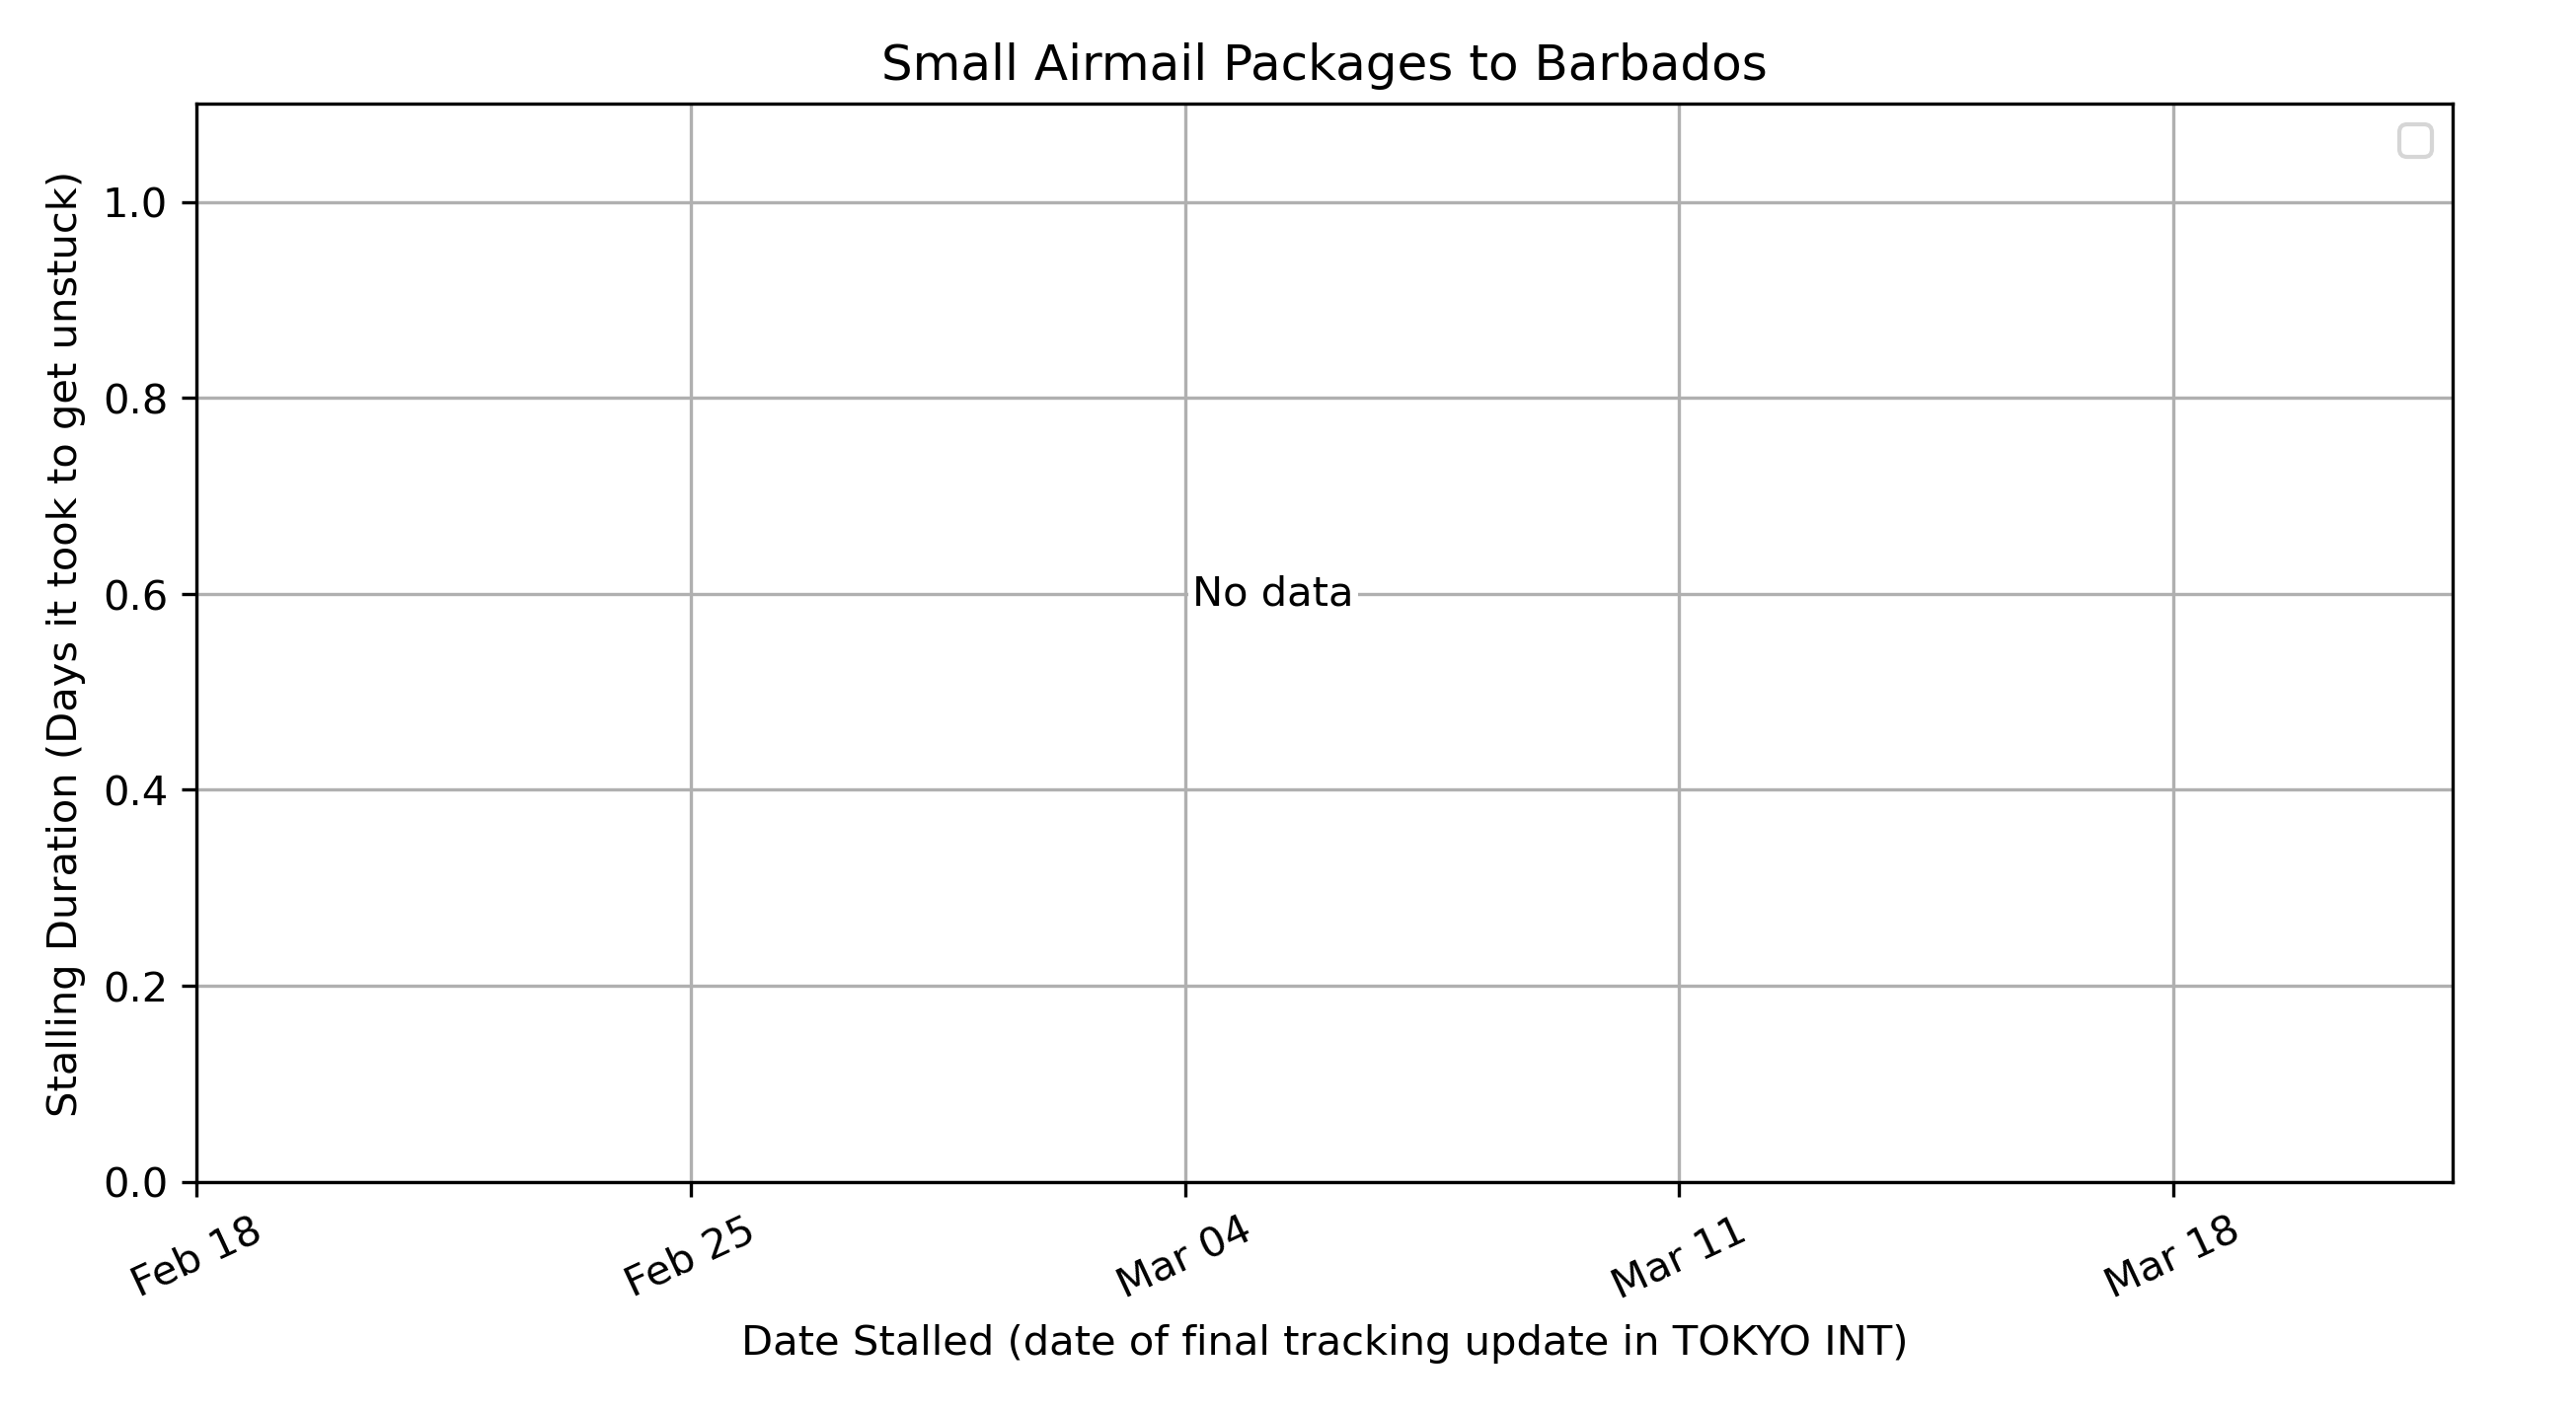 Small Airmail Packages to Barbados
Stalling Duration (Days it took to get unstuck)
1.0
0.8
0.6
0.4
0.2
0.0
No data
Feb 18
Feb 25
Mar 04
Mar 11
Mar 18
Date Stalled (date of final tracking update in TOKYO INT)